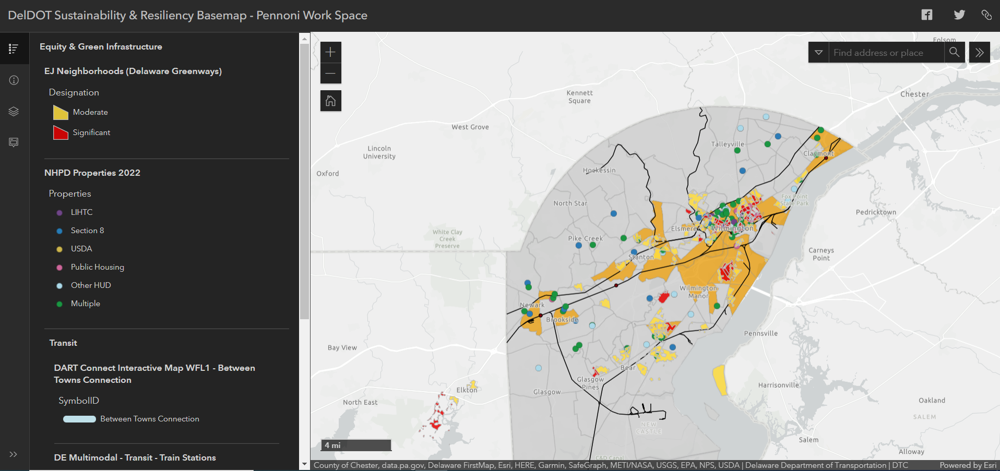 DelDOT Sustainability & Resiliency Basemap - Pennoni Work Space
Equity & Green Infrastructure
EJ Neighborhoods (Delaware Greenways)
Designation
Moderate
Significant
NHPD Properties 2022
Properties
LIHTC
Section 8
USDA
Public Housing
Other HUD
Multiple
Transit
DART Connect Interactive Map WFL1 - Between
Towns Connection
SymbolID
Between Towns Connection
DE Multimodal - Transit - Train Stations
Find address or place
Folsom
Chester
Kennett
Square
West Grove
Lincoln
University
Oxford
Talleyville
Claymont
Hockessin
North Star
Fox Point
State Park
Pedricktown
White Clay
Creek
Preserve
Elsmere
Wilmington
Pike Creek
Stanton
Carneys
Point
Wilmington
Manor
Newark
Brookside
Pennsville
Bay View
Bear
Glasgow
Pines
Glasgow
Elkton
North East
Harrisonville
Oakland
SALEM
NEW
CASTLE
Salem
Alloway
C&D Canal
4 mi
County of Chester, data.pa.gov, Delaware FirstMap, Esri, HERE, Garmin, SafeGraph, METI/NASA, USGS, EPA, NPS, USDA | Delaware Department of Transportation | DTC
Powered by Esri